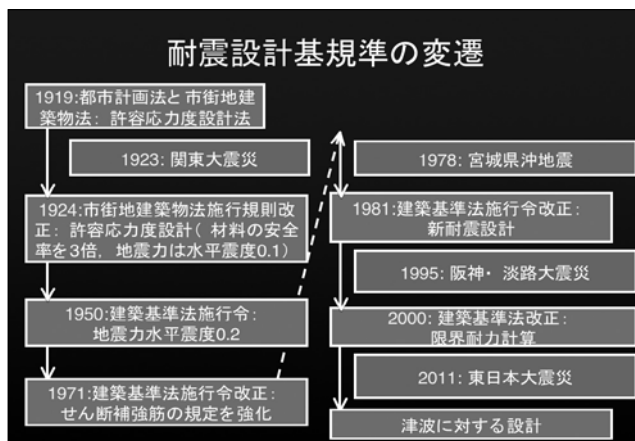 耐震設計基規準の変遷
1919:都市計画法と 市街地建
築物法: 許容応力度設計法
1923: 関東大震災
1924:市街地建築物法施行規則改
正: 許容応力度設計( 材料の安全
率を3倍, 地震力は水平震度0.1)
1950:建築基準法施行令:
地震力水平震度0.2
1971:建築基準法施行令改正:
せん断補強筋の規定を強化
1978: 宮城県沖地震
1981:建築基準法施行令改正:
新耐震設計
1995: 阪神・ 淡路大震災
2000: 建築基準法改正:
限界耐力計算
2011: 東日本大震災
津波に対する設計